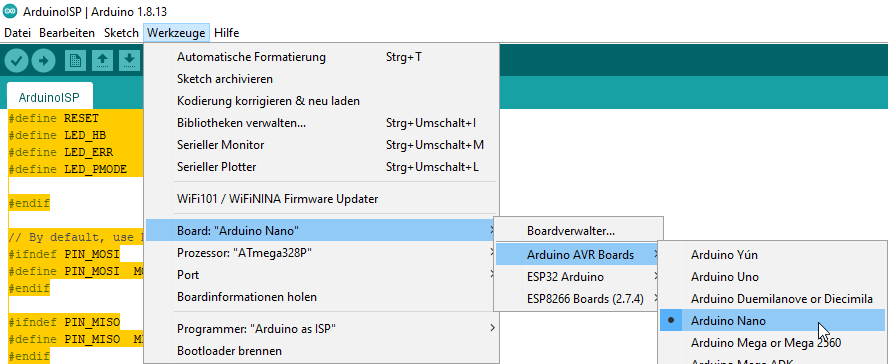 ArduinoISP | Arduino 1.8.13
Datei Bearbeiten Sketch Werkzeuge Hilfe
ArduinoISP
#define RESET
#define LED_HB
#define LED_ERR
#define LED_PMODE
#endif
// By default, use
#ifndef PIN_MOSI
#define PIN_MOSI
#endif
#ifndef PIN_MISO
#define PIN_MISO
#endif
Automatische Formatierung Strg+T
Sketch archivieren
Kodierung korrigieren & neu laden
Bibliotheken verwalten... Strg+Umschalt+I
Serieller Monitor Strg+Umschalt+M
Serieller Plotter Strg+Umschalt+L
WiFi101 / WiFiNINA Firmware Updater
Board: "Arduino Nano"
Prozessor: "ATmega328P"
Port
Boardinformationen holen
Programmer: "Arduino as ISP"
Bootloader brennen
Boardverwalter...
Arduino AVR Boards
ESP32 Arduino
ESP8266 Boards (2.7.4)
Arduino Yún
Arduino Uno
Arduino Duemilanove or Diecimila
Arduino Nano
Arduino Mega or Mega 2560
Arduino Mega ADK